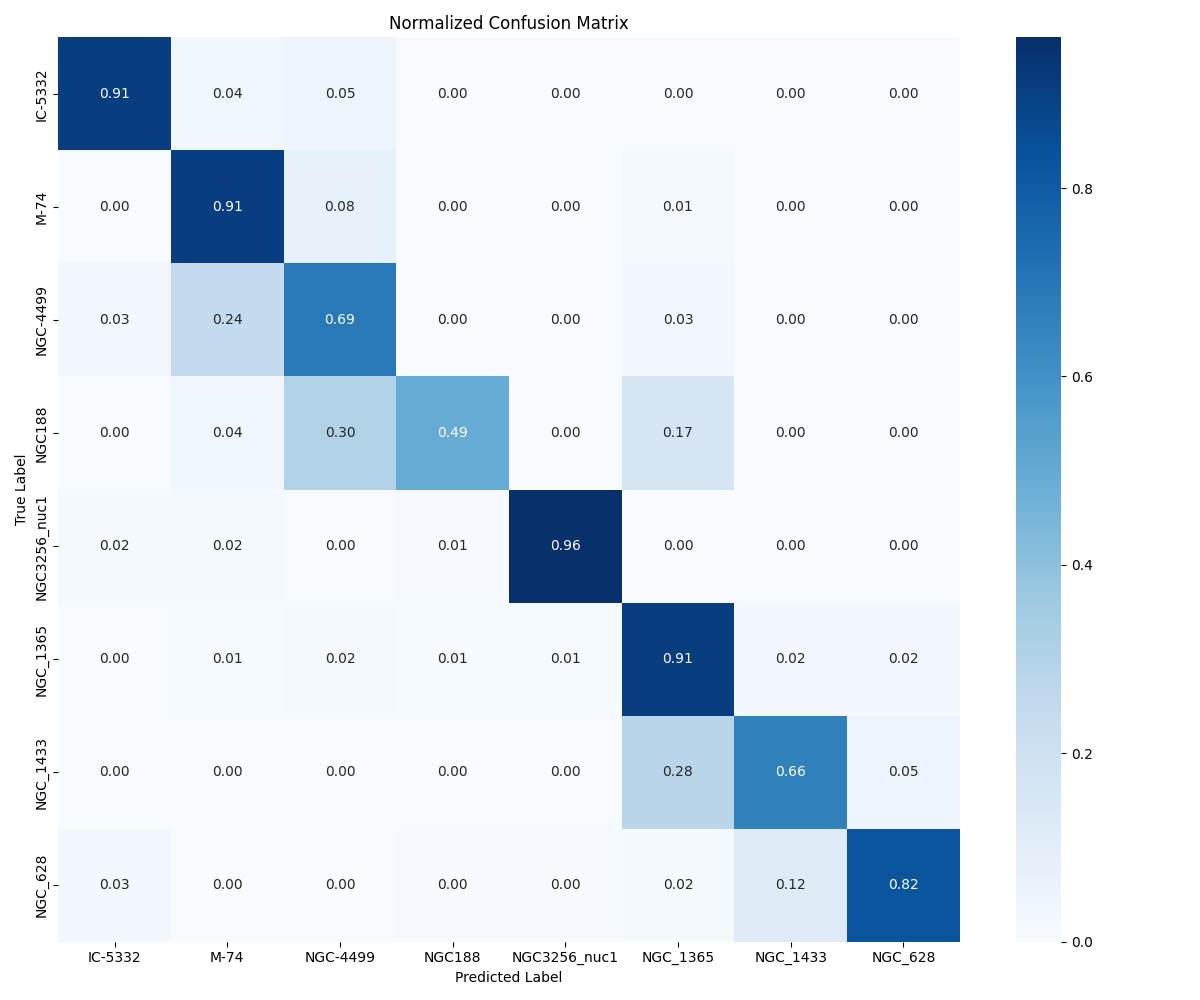 Normalized Confusion Matrix
IC-5332 0.91 0.04 0.05 0.00 0.00 0.00 0.00 0.00
M-74 0.00 0.91 0.08 0.00 0.00 0.01 0.00 0.00
NGC-4499 0.03 0.24 0.69 0.00 0.00 0.03 0.00 0.00
NGC188 0.00 0.04 0.30 0.49 0.00 0.17 0.00 0.00
NGC3256_nuc1 0.02 0.02 0.00 0.01 0.96 0.00 0.00 0.00
NGC_1365 0.00 0.01 0.02 0.01 0.01 0.91 0.02 0.02
NGC_1433 0.00 0.00 0.00 0.00 0.00 0.28 0.66 0.05
NGC_628 0.03 0.00 0.00 0.00 0.00 0.02 0.12 0.82
True Label
IC-5332 M-74 NGC-4499 NGC188 NGC3256_nuc1 NGC_1365 NGC_1433 NGC_628
Predicted Label
0.8
0.6
0.4
0.2
0.0